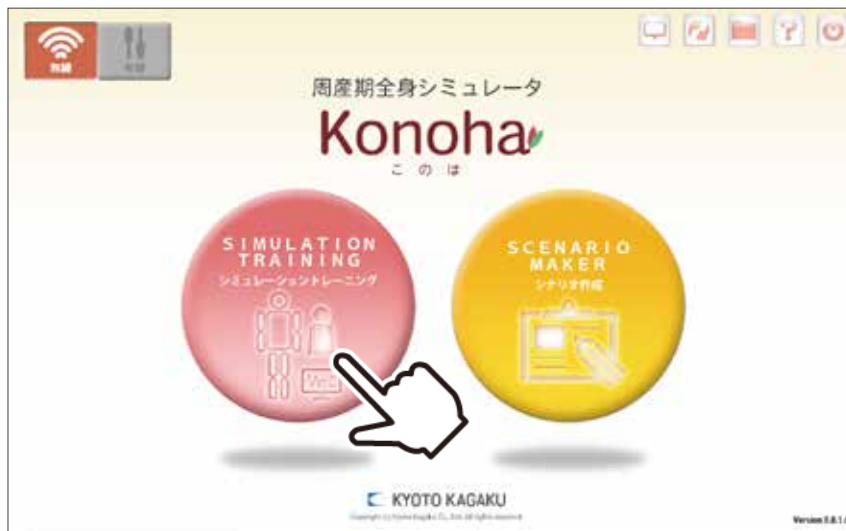 無線
有線
周産期全身シミュレータ
Konoha
このは
SIMULATION
TRAINING
シミュレーショントレーニング
SCENARIO
MAKER
シナリオ作成
KYOTO KAGAKU